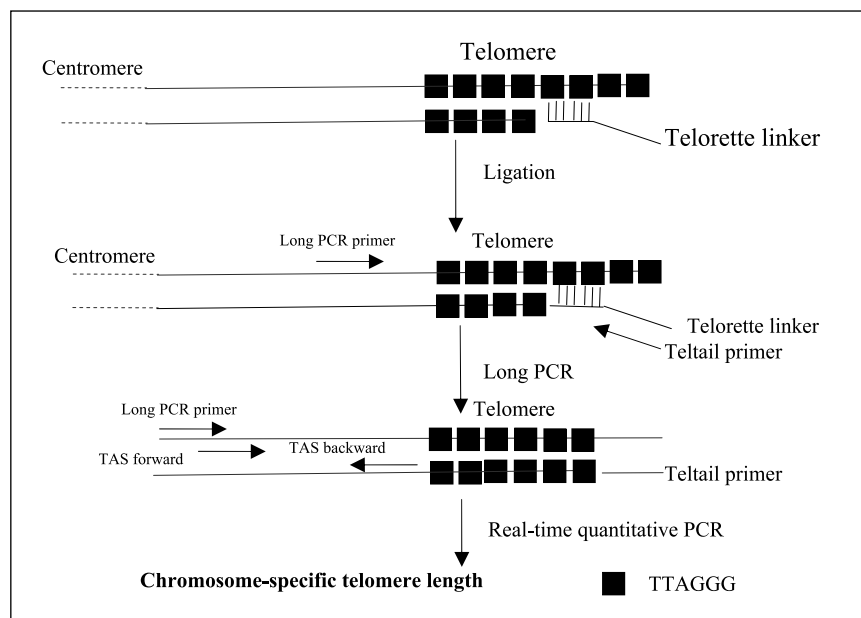 Telomere
Centromere
Telorette linker
Ligation
Long PCR primer
Telomere
Centromere
Telorette linker
Teltail primer
Long PCR
Long PCR primer
Telomere
TAS forward
TAS backward
Teltail primer
Real-time quantitative PCR
Chromosome-specific telomere length
TTAGGG